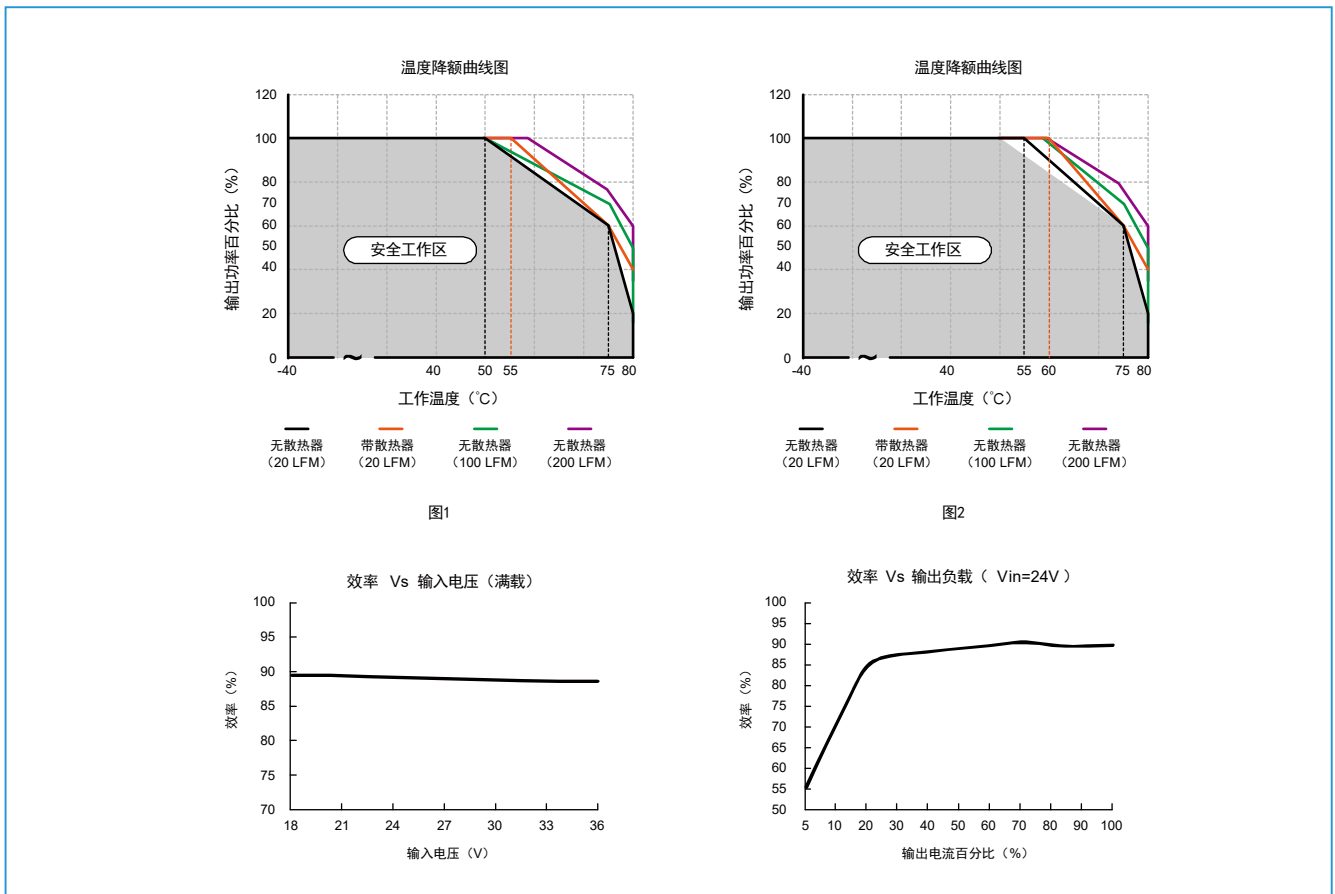 温度降额曲线图
120
100
80
70
60
50
40
20
0
输出功率百分比（%）
安全工作区
-40 40 50 55 75 80
工作温度（℃）
无散热器 带散热器 无散热器 无散热器
（20 LFM） （20 LFM） （100 LFM） （200 LFM）
图1
温度降额曲线图
120
100
80
70
60
50
40
20
0
输出功率百分比（%）
安全工作区
-40 40 55 60 75 80
工作温度（℃）
无散热器 带散热器 无散热器 无散热器
（20 LFM） （20 LFM） （100 LFM） （200 LFM）
图2
效率 Vs 输入电压（满载）
100
95
90
85
80
75
70
效率（%）
18 21 24 27 30 33 36
输入电压（V）
效率 Vs 输出负载（ Vin=24V ）
100
95
90
85
80
75
70
65
60
55
50
效率（%）
5 10 20 30 40 50 60 70 80 90 100
输出电流百分比（%）